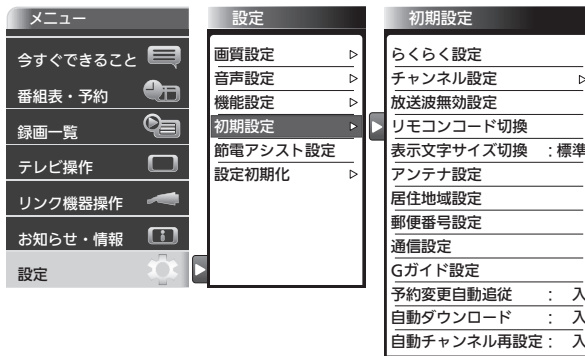 メニュー
今すぐできること
番組表・予約
録画一覧
テレビ操作
リンク機器操作
お知らせ・情報
設定
設定
画質設定
音声設定
機能設定
初期設定
節電アシスト設定
設定初期化
初期設定
らくらく設定
チャンネル設定
放送波無効設定
リモコンコード切換
表示文字サイズ切換 : 標準
アンテナ設定
居住地域設定
郵便番号設定
通信設定
Gガイド設定
予約変更自動追従 : 入
自動ダウンロード : 入
自動チャンネル再設定 : 入